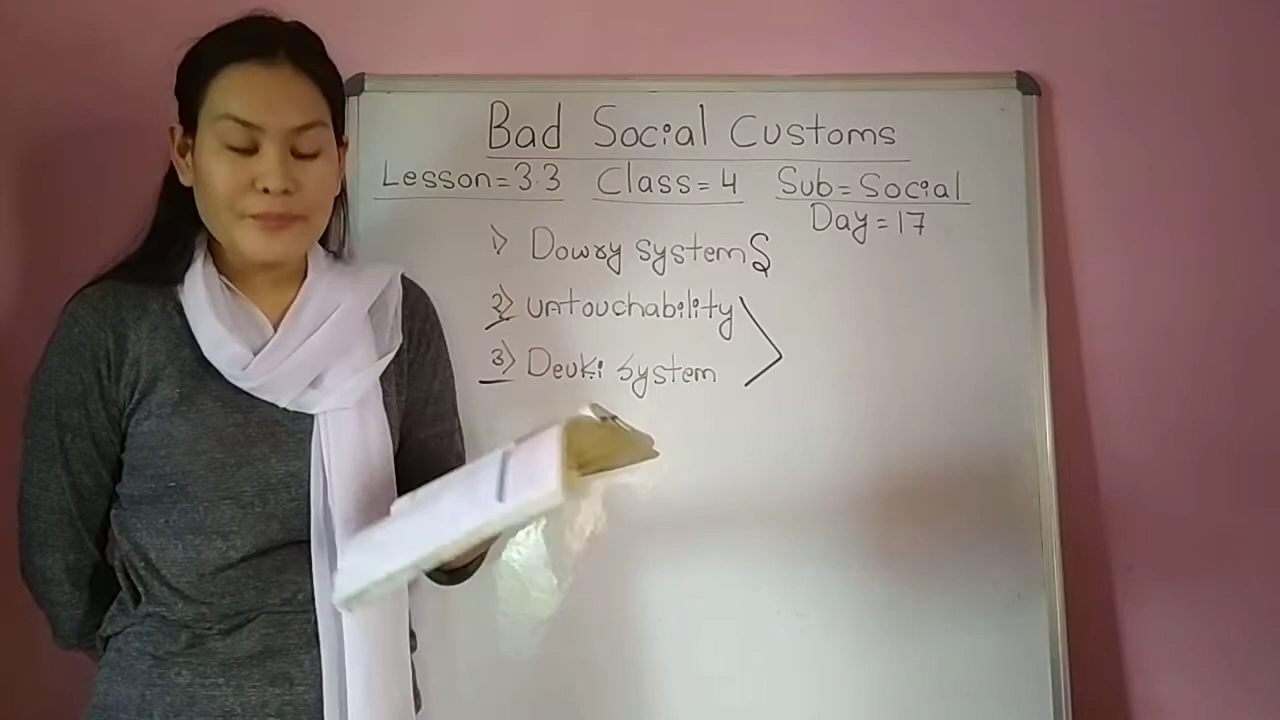 Bad Social Customs
Lesson=3.3 Class=4 Sub=Social
Day=17
1) Dowry system
2) Untouchability
3) Deuki system